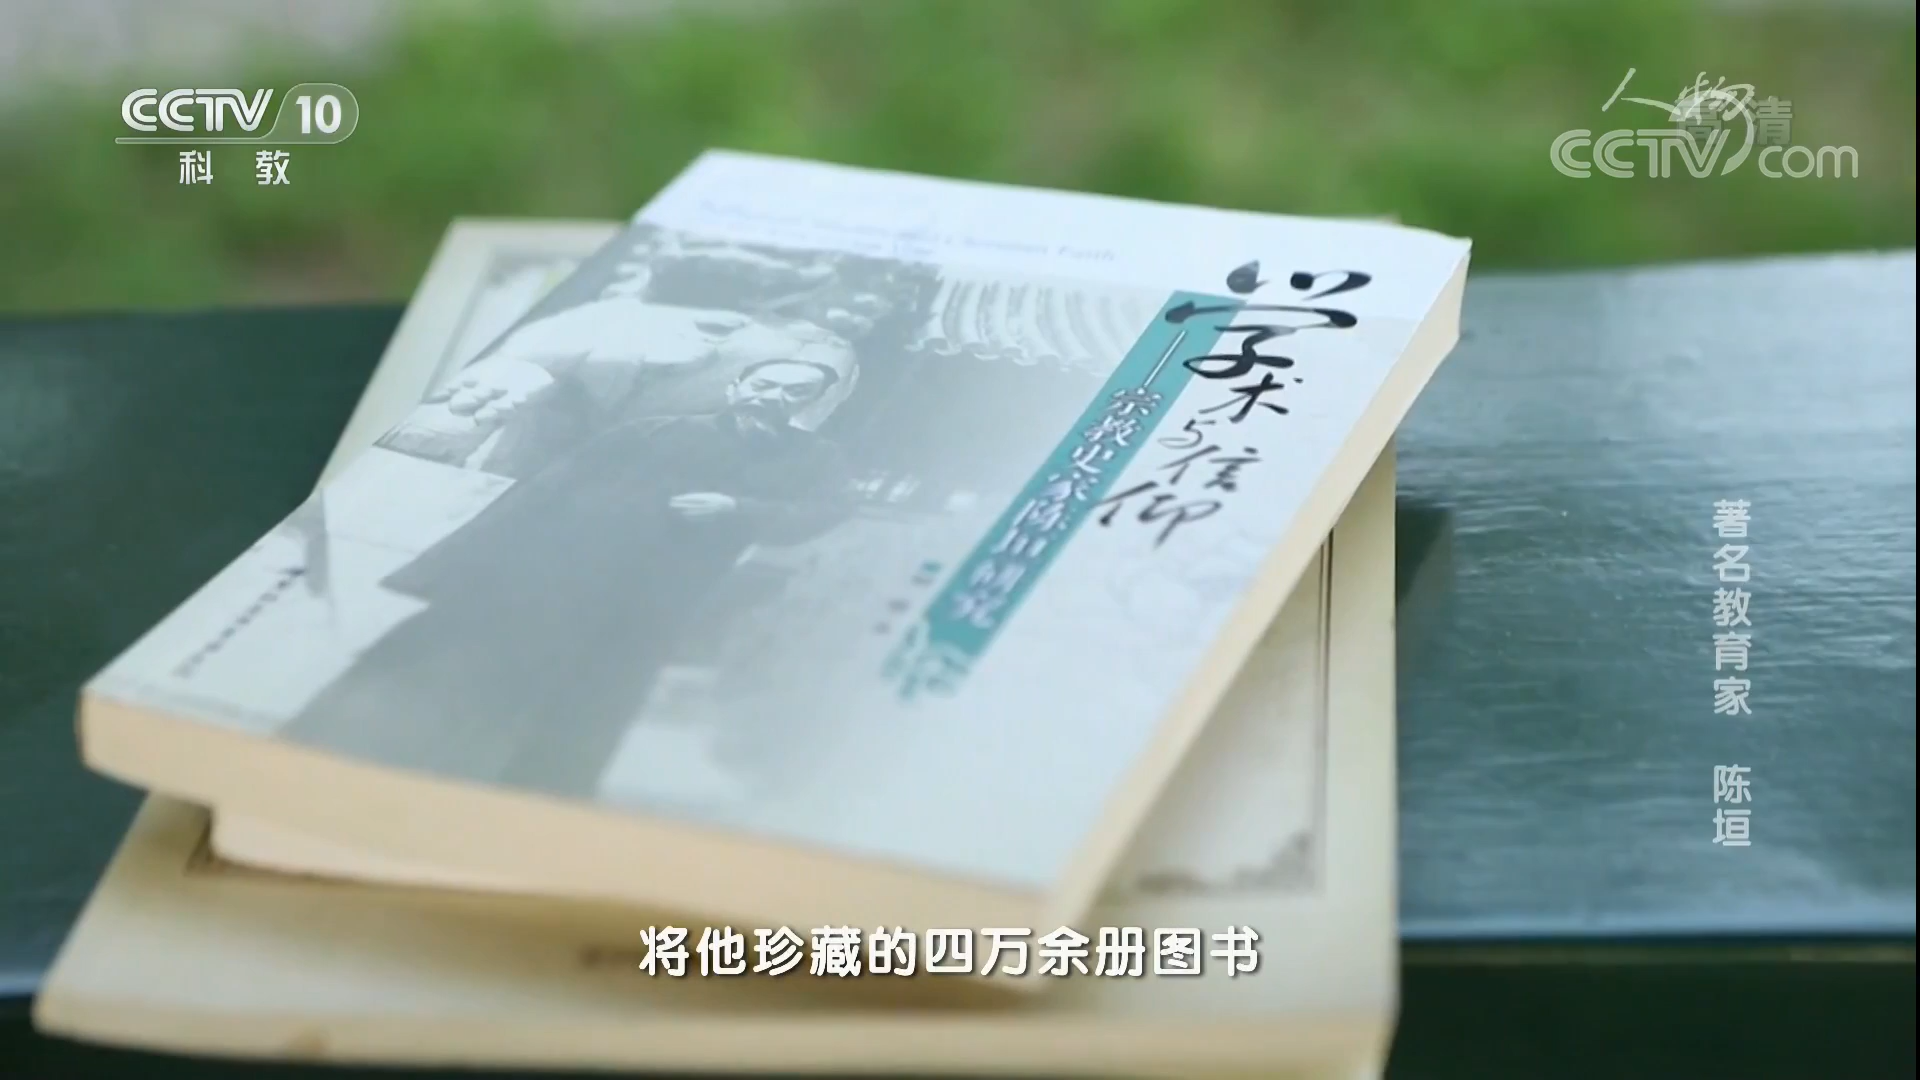 CCTV 10
科教
人物
高清
CCTV com
学术与信仰
——宗教史家陈垣研究
著名教育家 陈垣
将他珍藏的四万余册图书